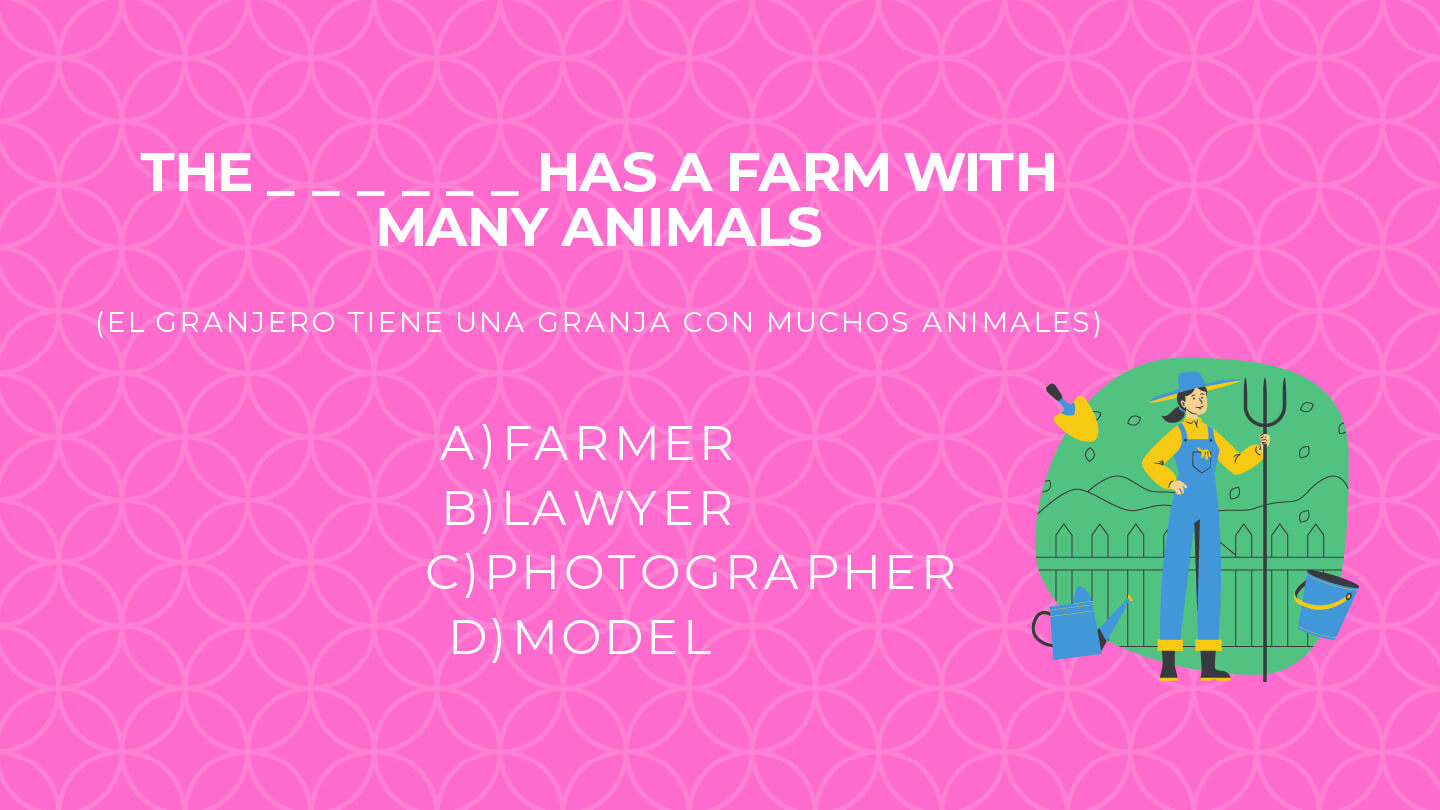 THE _ _ _ _ _ _ HAS A FARM WITH
MANY ANIMALS
(EL GRANJERO TIENE UNA GRANJA CON MUCHOS ANIMALES)
A)FARMER
B)LAWYER
C)PHOTOGRAPHER
D)MODEL